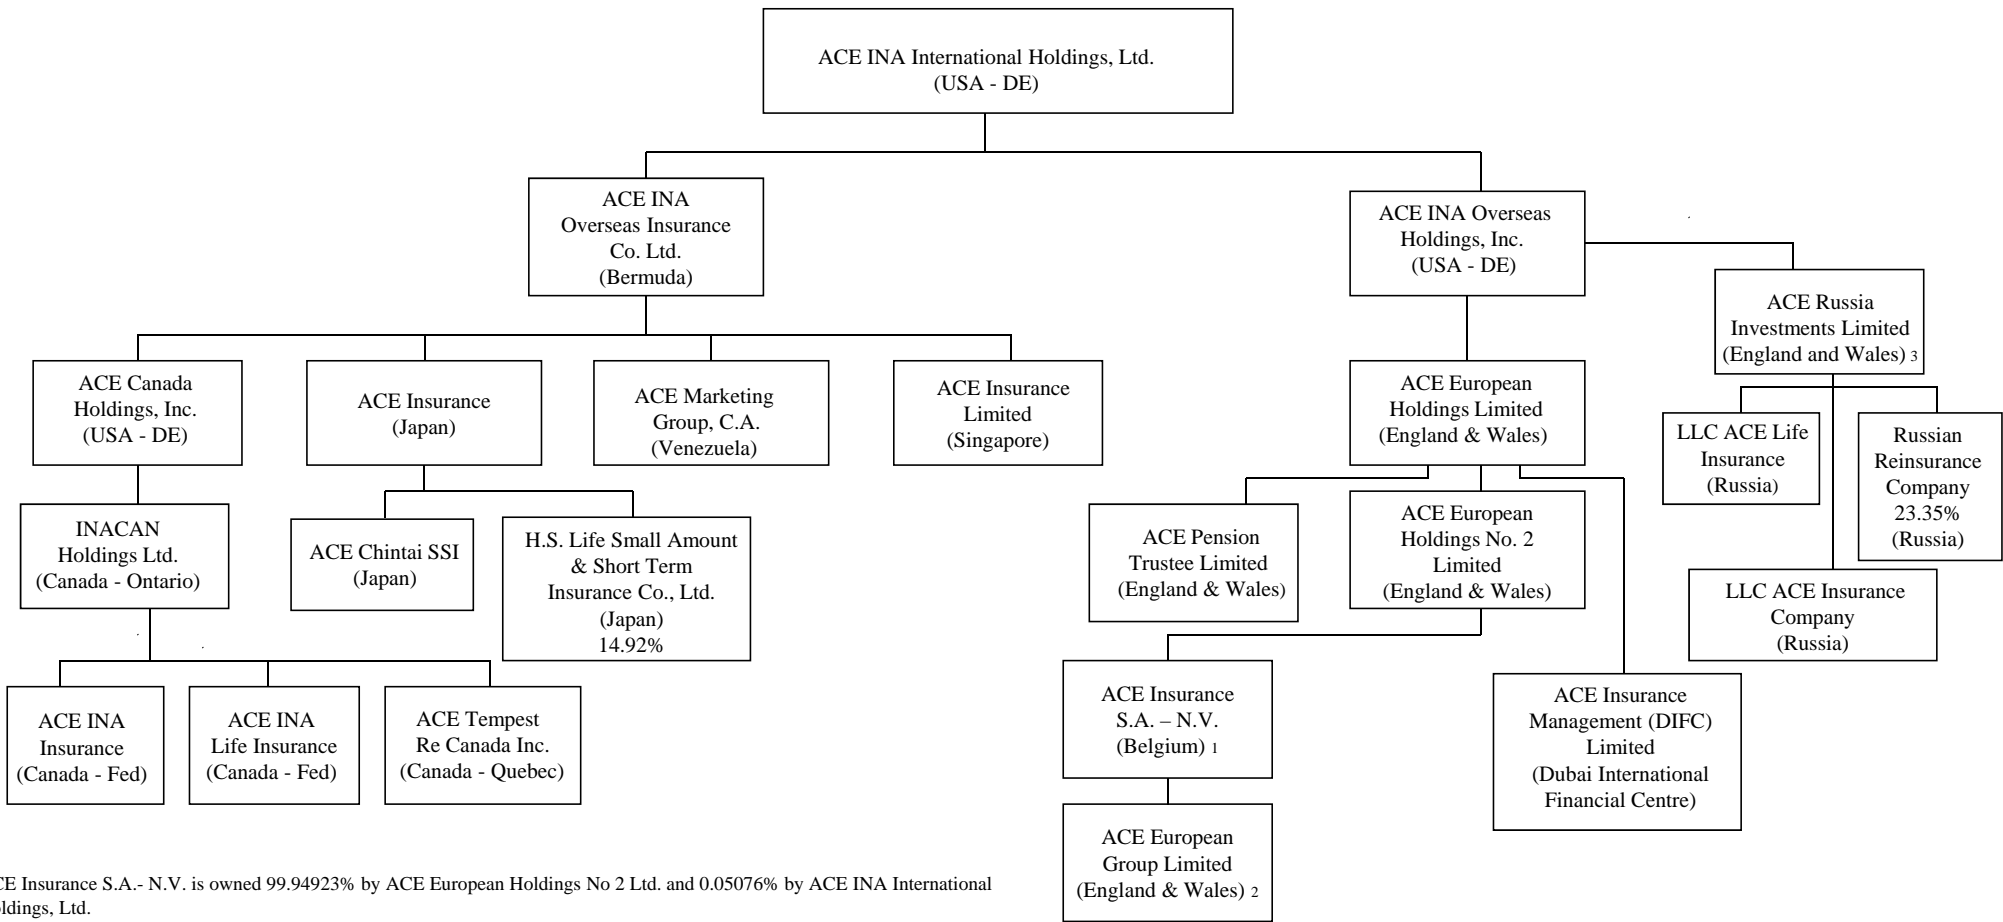 ACE INA International Holdings, Ltd.
(USA - DE)
ACE INA
Overseas Insurance
Co. Ltd.
(Bermuda)
ACE INA Overseas
Holdings, Inc.
(USA - DE)
ACE Russia
Investments Limited
(England and Wales) 3
ACE Canada
Holdings, Inc.
(USA - DE)
ACE Insurance
(Japan)
ACE Marketing
Group, C.A.
(Venezuela)
ACE Insurance
Limited
(Singapore)
ACE European
Holdings Limited
(England & Wales)
LLC ACE Life
Insurance
(Russia)
Russian
Reinsurance
Company
23.35%
(Russia)
INACAN
Holdings Ltd.
(Canada - Ontario)
ACE Chintai SSI
(Japan)
H.S. Life Small Amount
& Short Term
Insurance Co., Ltd.
(Japan)
14.92%
ACE Pension
Trustee Limited
(England & Wales)
ACE European
Holdings No. 2
Limited
(England & Wales)
LLC ACE Insurance
Company
(Russia)
ACE INA
Insurance
(Canada - Fed)
ACE INA
Life Insurance
(Canada - Fed)
ACE Tempest
Re Canada Inc.
(Canada - Quebec)
ACE Insurance
S.A. – N.V.
(Belgium) 1
ACE Insurance
Management (DIFC)
Limited
(Dubai International
Financial Centre)
ACE European
Group Limited
(England & Wales) 2
CE Insurance S.A.- N.V. is owned 99.94923% by ACE European Holdings No 2 Ltd. and 0.05076% by ACE INA International
ldings, Ltd.